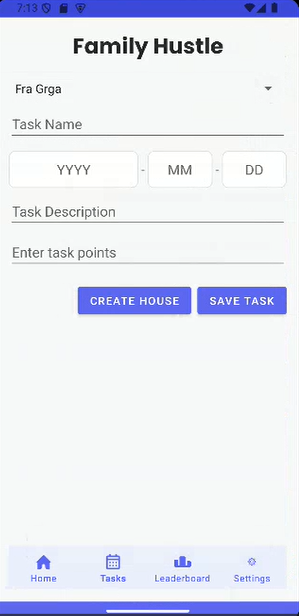 7:13
Family Hustle
Fra Grga
Task Name
YYYY - MM - DD
Task Description
Enter task points
CREATE HOUSE SAVE TASK
Home Tasks Leaderboard Settings